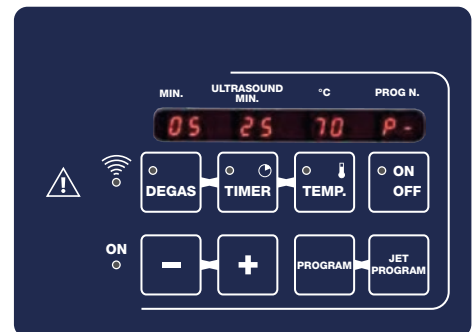 MIN. ULTRASOUND MIN. °C PROG N.
05 25 70 P-
DEGAS TIMER TEMP. ON OFF
ON
- + PROGRAM JET PROGRAM